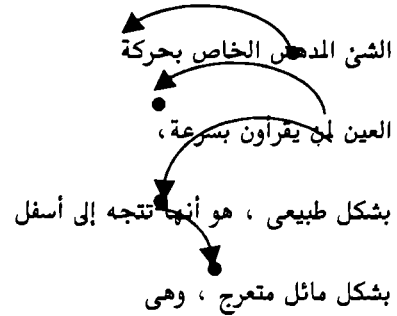 الشئ المدهش الخاص بحركة
العين لمن يقرأون بسرعة ،
بشكل طبيعى ، هو أنها تتجه إلى أسفل
بشكل مائل متعرج ، وهى